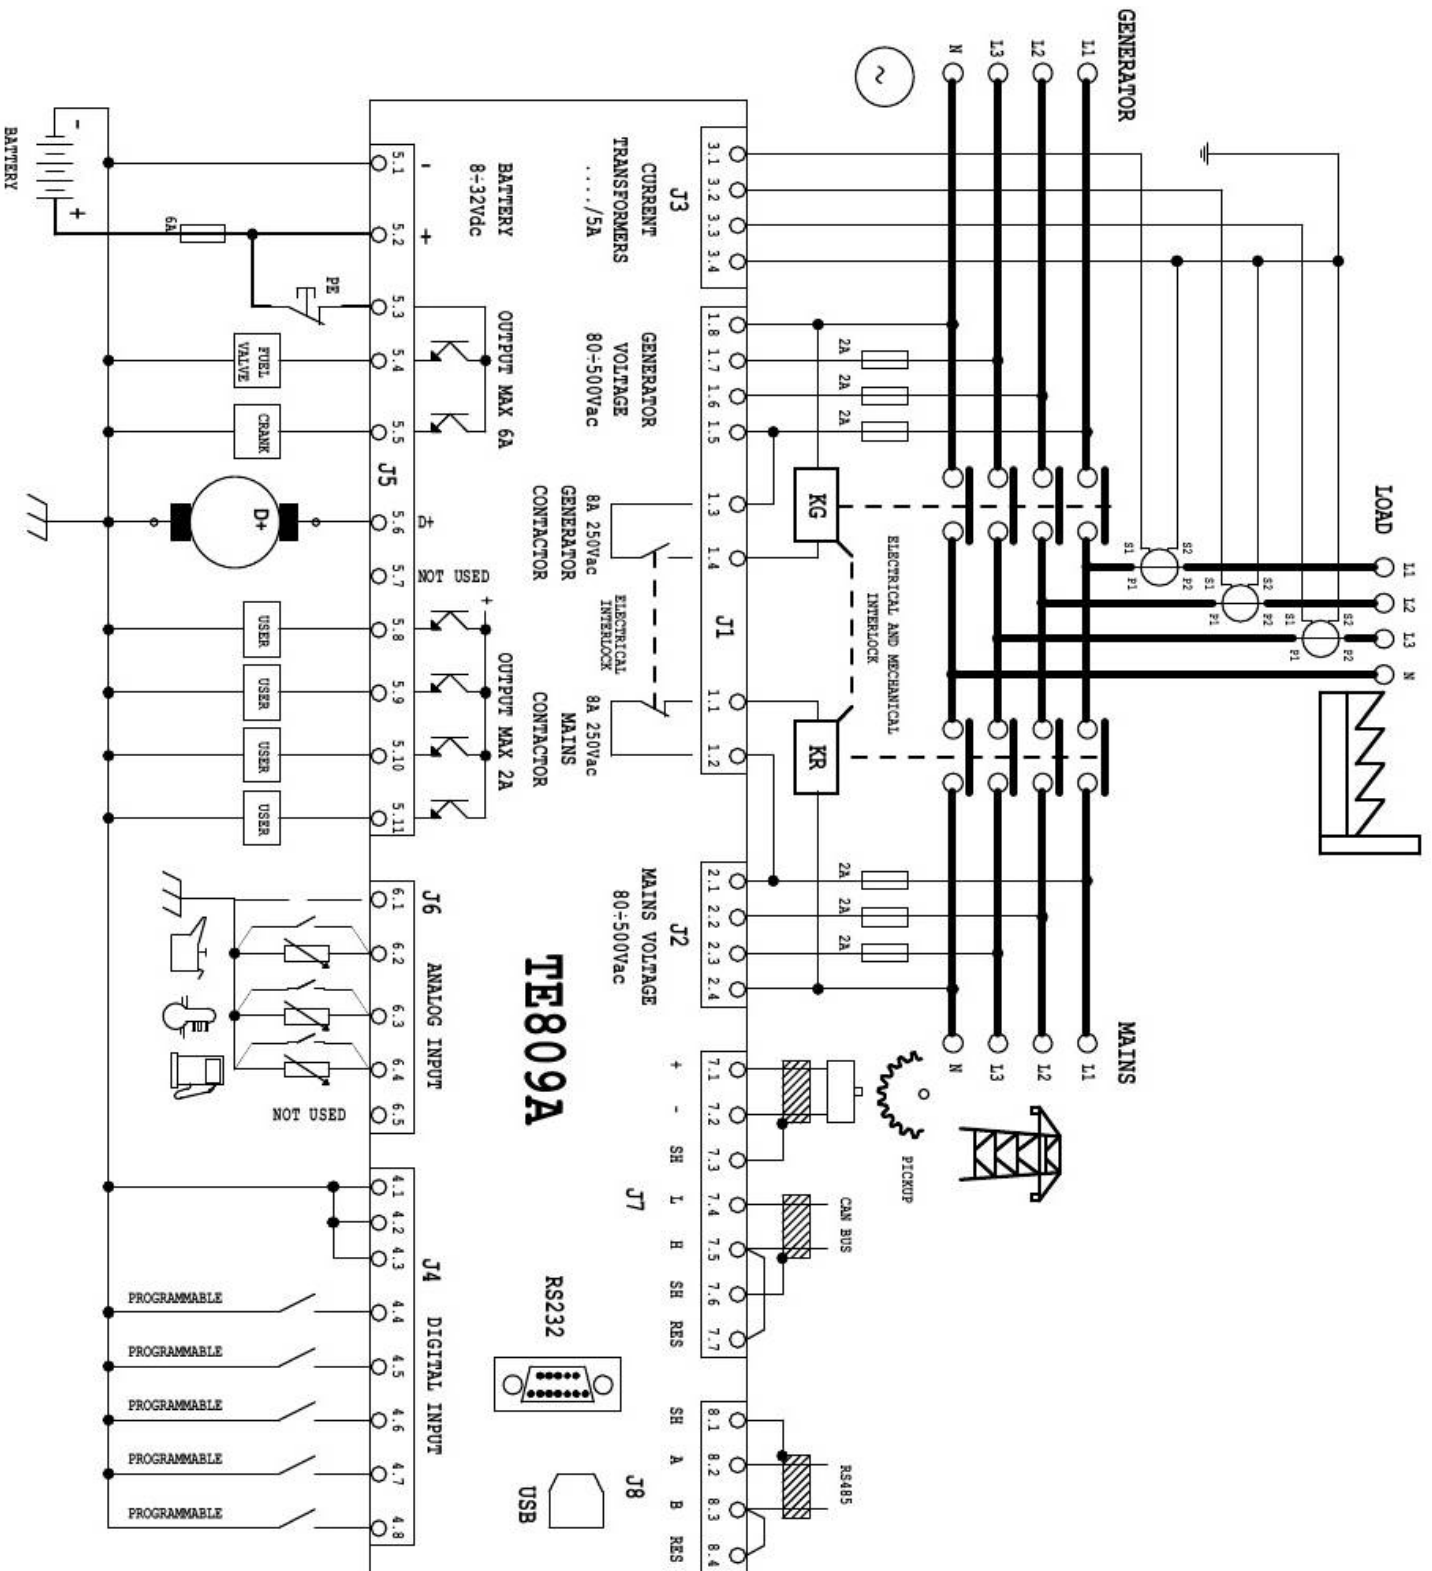 LOAD
L1
L2
L3
N
S1
S2
P1
P2
S1
S2
P1
P2
S1
S2
P1
P2
GENERATOR
L1
L2
L3
N
~
MAINS
L1
L2
L3
N
ELECTRICAL AND MECHANICAL
INTERLOCK
KG
KR
2A
2A
2A
2A
2A
2A
PICKUP
CAN BUS
RS485
3.1
3.2
3.3
3.4
1.8
1.7
1.6
1.5
1.3
1.4
1.1
1.2
2.1
2.2
2.3
2.4
7.1
7.2
7.3
7.4
7.5
7.6
7.7
8.1
8.2
8.3
8.4
J3
J1
J2
+
-
SH
L
H
SH
RES
SH
A
B
RES
J7
J8
CURRENT
TRANSFORMERS
..../5A
GENERATOR
VOLTAGE
80÷500Vac
8A 250Vac
GENERATOR
CONTACTOR
ELECTRICAL
INTERLOCK
8A 250Vac
MAINS
CONTACTOR
MAINS VOLTAGE
80÷500Vac
TE809A
RS232
USB
BATTERY
8÷32Vdc
OUTPUT MAX 6A
OUTPUT MAX 2A
-
+
D+
NOT USED
+
J5
J6
ANALOG INPUT
J4
DIGITAL INPUT
5.1
5.2
5.3
5.4
5.5
5.6
5.7
5.8
5.9
5.10
5.11
6.1
6.2
6.3
6.4
6.5
4.1
4.2
4.3
4.4
4.5
4.6
4.7
4.8
PE
6A
FUEL
VALVE
CRANK
D+
USER
USER
USER
USER
NOT USED
PROGRAMMABLE
PROGRAMMABLE
PROGRAMMABLE
PROGRAMMABLE
PROGRAMMABLE
-
+
BATTERY